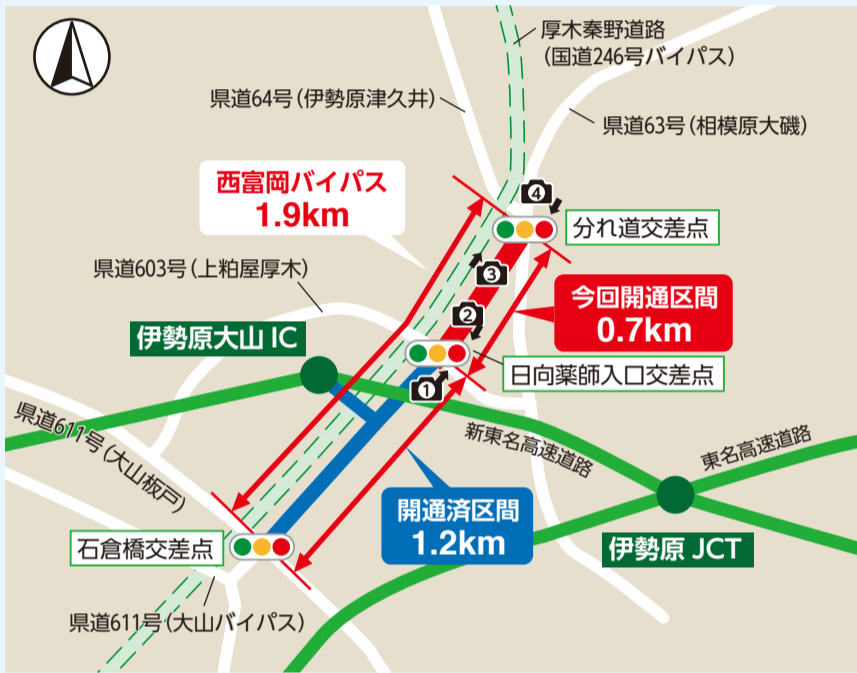 厚木秦野道路
(国道246号バイパス)
県道64号(伊勢原津久井)
県道63号(相模原大磯)
西富岡バイパス
1.9km
4
分れ道交差点
県道603号(上粕屋厚木)
3
今回開通区間
0.7km
2
伊勢原大山 IC
日向薬師入口交差点
1
県道611号(大山板戸)
新東名高速道路
東名高速道路
開通済区間
1.2km
石倉橋交差点
伊勢原 JCT
県道611号(大山バイパス)